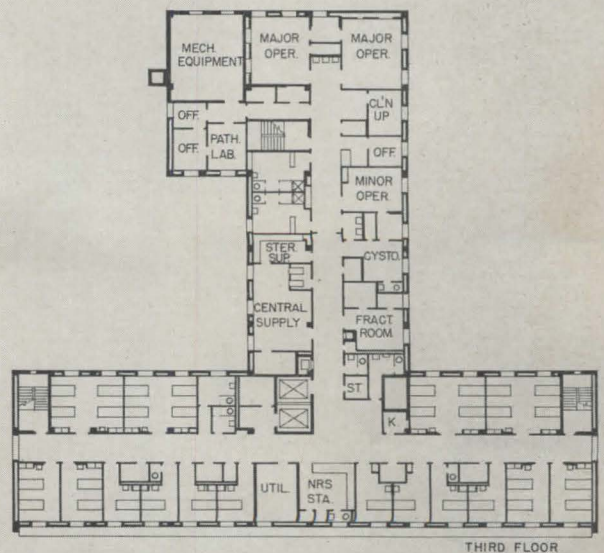 MECH.
EQUIPMENT
MAJOR
OPER.
MAJOR
OPER.
OFF.
OFF.
PATH.
LAB.
CL'N
UP
OFF.
MINOR
OPER.
STER.
SUP.
CYSTO.
CENTRAL
SUPPLY
FRACT.
ROOM
ST.
K.
UTIL.
NRS
STA.
THIRD FLOOR